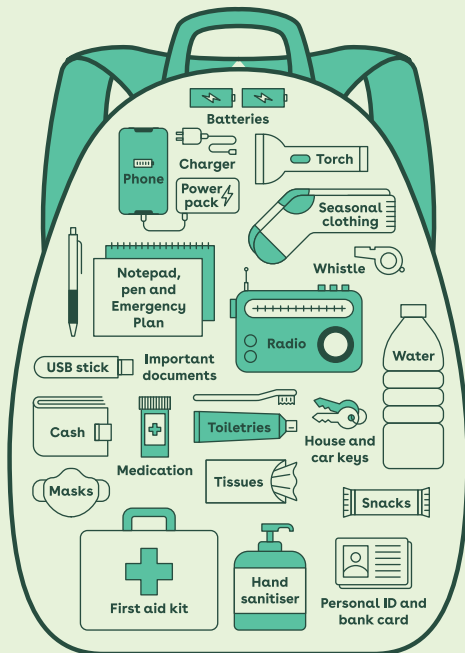 Batteries
Charger
Phone
Power
pack
Torch
Seasonal
clothing
Whistle
Notepad,
pen and
Emergency
Plan
Radio
Water
USB stick
Important
documents
Cash
Medication
Toiletries
House and
car keys
Masks
Tissues
Snacks
First aid kit
Hand
sanitiser
Personal ID and
bank card